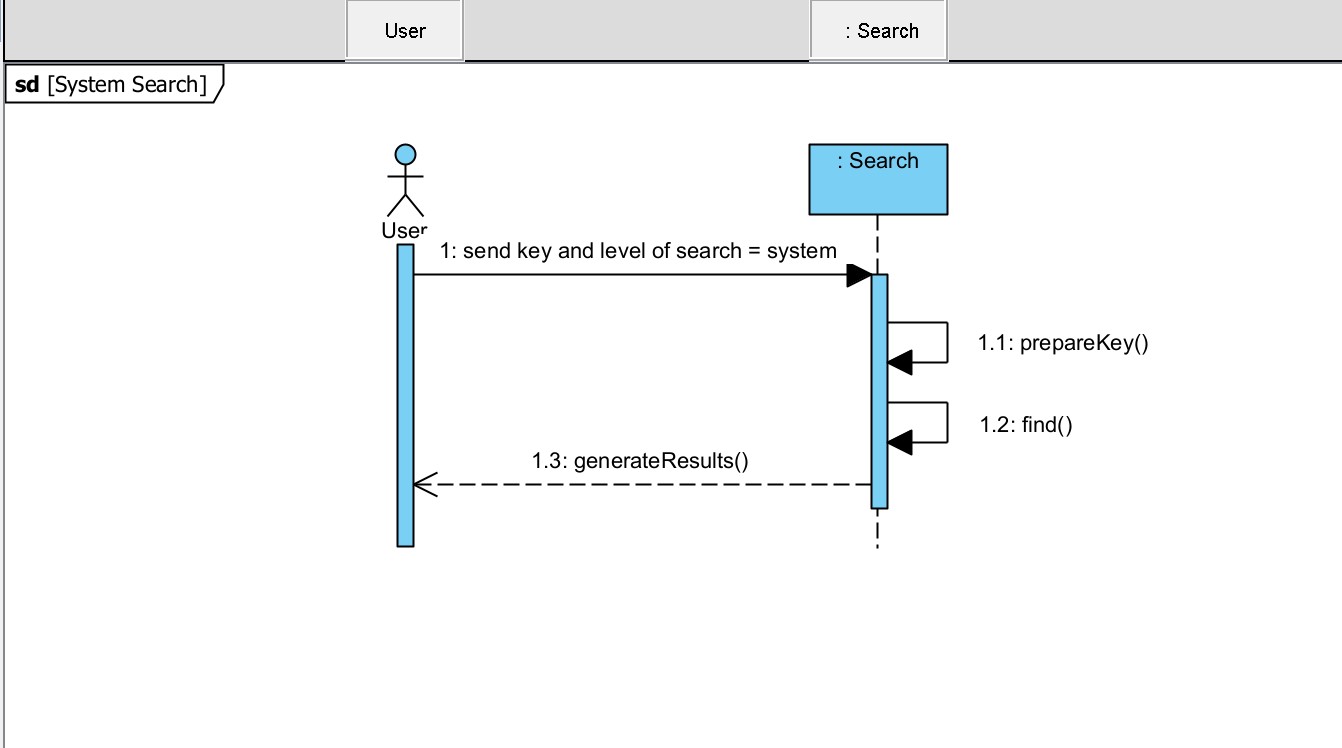 User
: Search
sd [System Search]
: Search
User
1: send key and level of search = system
1.1: prepareKey()
1.2: find()
1.3: generateResults()